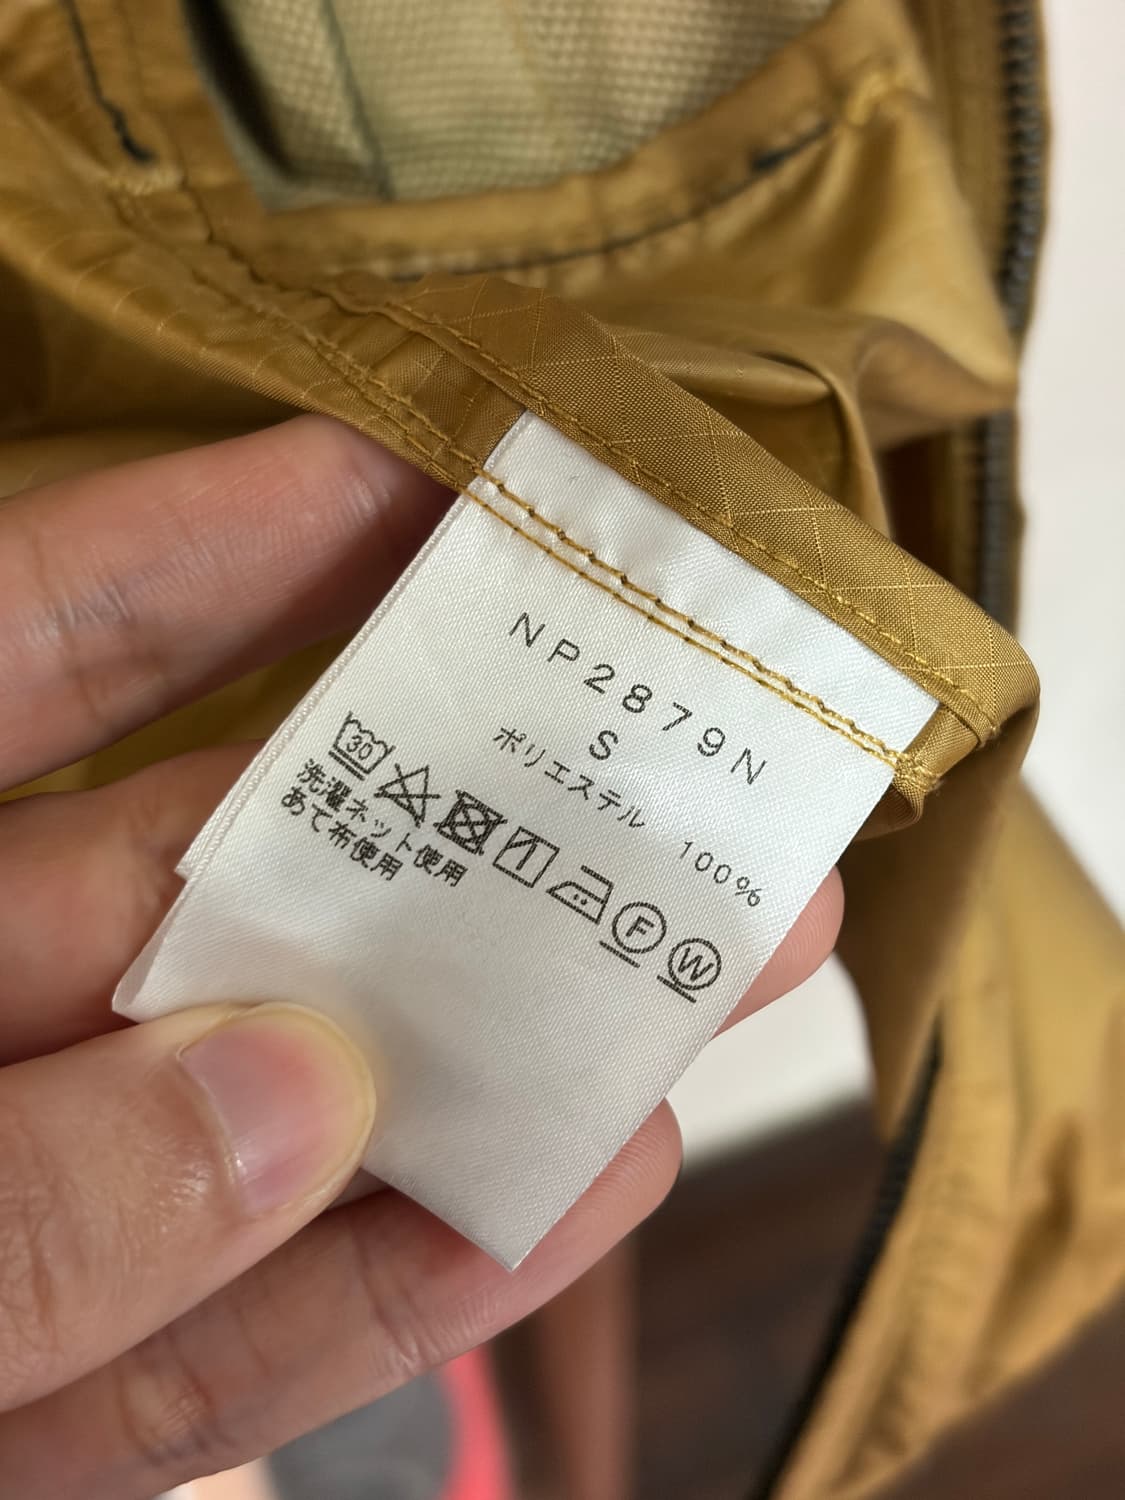 NP2879N
S
ポリエステル 100%
30 F W
洗濯ネット使用
あて布使用